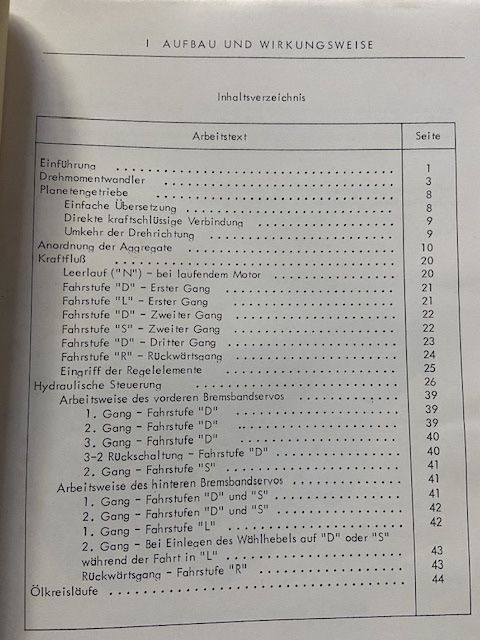 I AUFBAU UND WIRKUNGSWEISE
Inhaltsverzeichnis
Arbeitstext Seite
Einführung 1
Drehmomentwandler 3
Planetengetriebe 8
Einfache Übersetzung 8
Direkte kraftschlüssige Verbindung 9
Umkehr der Drehrichtung 9
Anordnung der Aggregate 10
Kraftfluß 20
Leerlauf ("N") - bei laufendem Motor 20
Fahrstufe "D" - Erster Gang 21
Fahrstufe "L" - Erster Gang 21
Fahrstufe "D" - Zweiter Gang 22
Fahrstufe "S" - Zweiter Gang 22
Fahrstufe "D" - Dritter Gang 23
Fahrstufe "R" - Rückwärtsgang 24
Eingriff der Regelelemente 25
Hydraulische Steuerung 26
Arbeitsweise des vorderen Bremsbandservos 39
1. Gang - Fahrstufe "D" 39
2. Gang - Fahrstufe "D" 39
3. Gang - Fahrstufe "D" 40
3-2 Rückschaltung - Fahrstufe "D" 40
2. Gang - Fahrstufe "S" 41
Arbeitsweise des hinteren Bremsbandservos 41
1. Gang - Fahrstufen "D" und "S" 41
2. Gang - Fahrstufen "D" und "S" 42
1. Gang - Fahrstufe "L" 42
2. Gang - Bei Einlegen des Wählhebels auf "D" oder "S"
während der Fahrt in "L" 43
Rückwärtsgang - Fahrstufe "R" 43
Ölkreisläufe 44